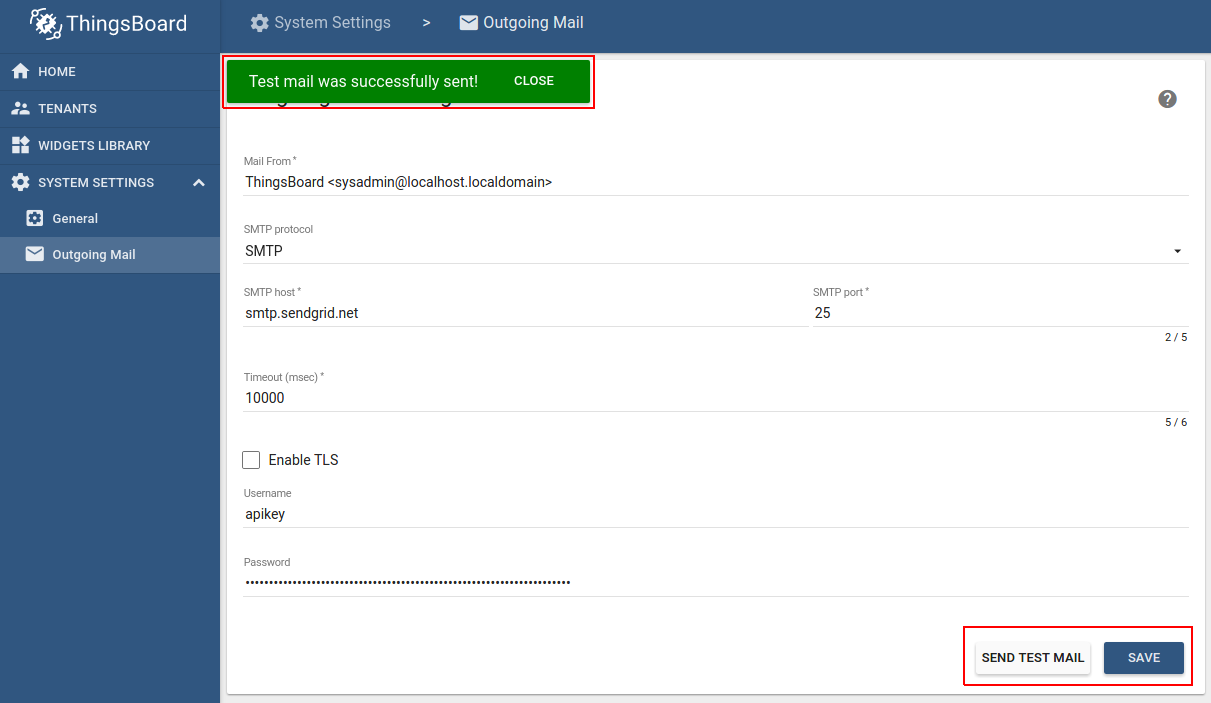 ThingsBoard
System Settings > Outgoing Mail
HOME
TENANTS
WIDGETS LIBRARY
SYSTEM SETTINGS
General
Outgoing Mail
Test mail was successfully sent! CLOSE
Mail From *
ThingsBoard <sysadmin@localhost.localdomain>
SMTP protocol
SMTP
SMTP host * SMTP port *
smtp.sendgrid.net 25
2 / 5
Timeout (msec) *
10000
5 / 6
Enable TLS
Username
apikey
Password
SEND TEST MAIL SAVE